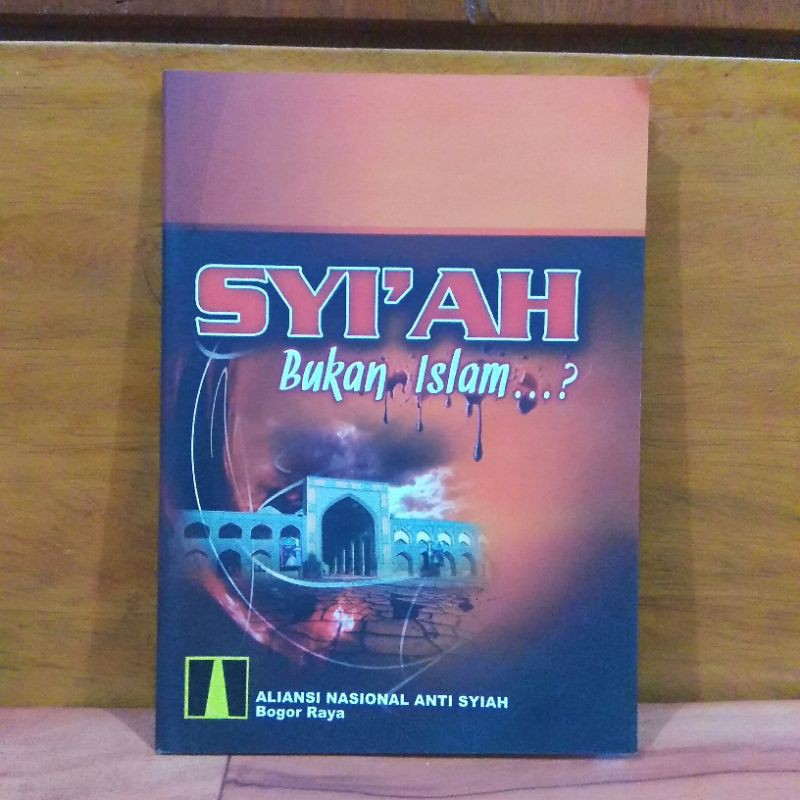 SYI'AH
Bukan Islam...?
ALIANSI NASIONAL ANTI SYIAH
Bogor Raya